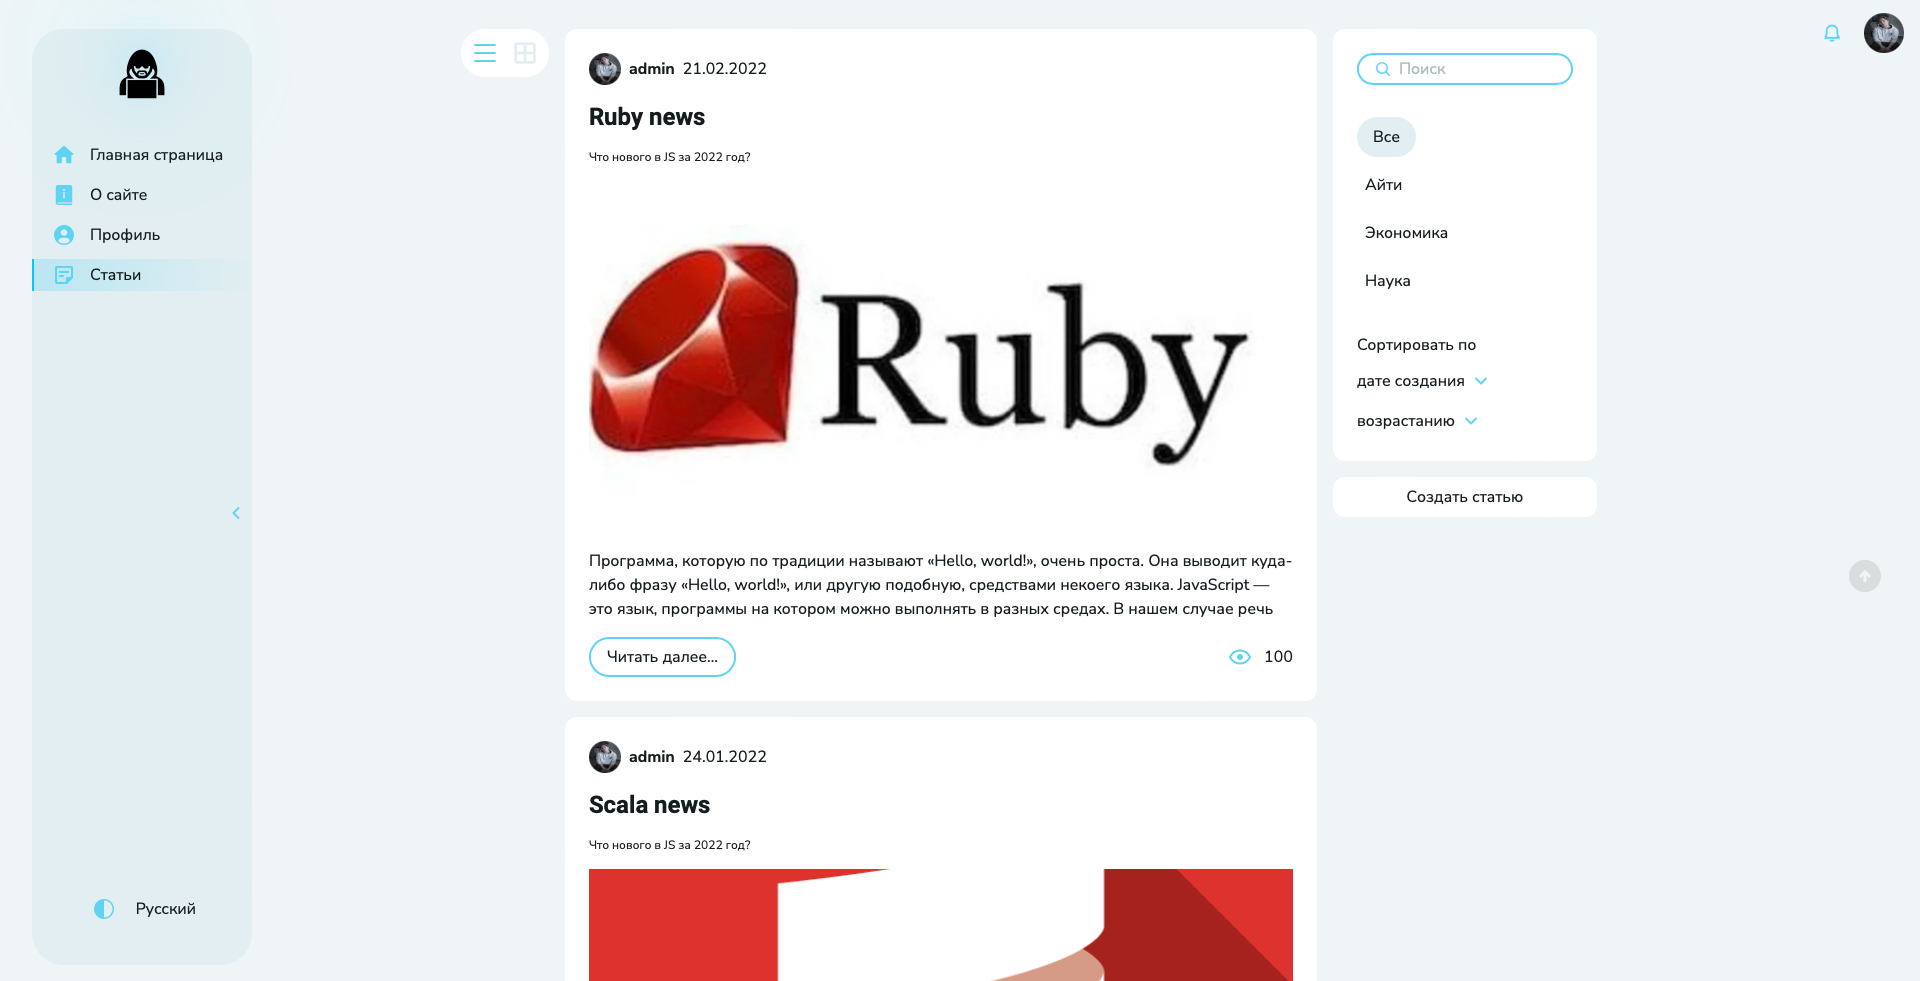 Главная страница
О сайте
Профиль
Статьи
Русский
admin 21.02.2022
Ruby news
Что нового в JS за 2022 год?
Ruby
Программа, которую по традиции называют «Hello, world!», очень проста. Она выводит куда-
либо фразу «Hello, world!», или другую подобную, средствами некоего языка. JavaScript —
это язык, программы на котором можно выполнять в разных средах. В нашем случае речь
Читать далее...
100
admin 24.01.2022
Scala news
Что нового в JS за 2022 год?
Поиск
Все
Айти
Экономика
Наука
Сортировать по
дате создания
возрастанию
Создать статью